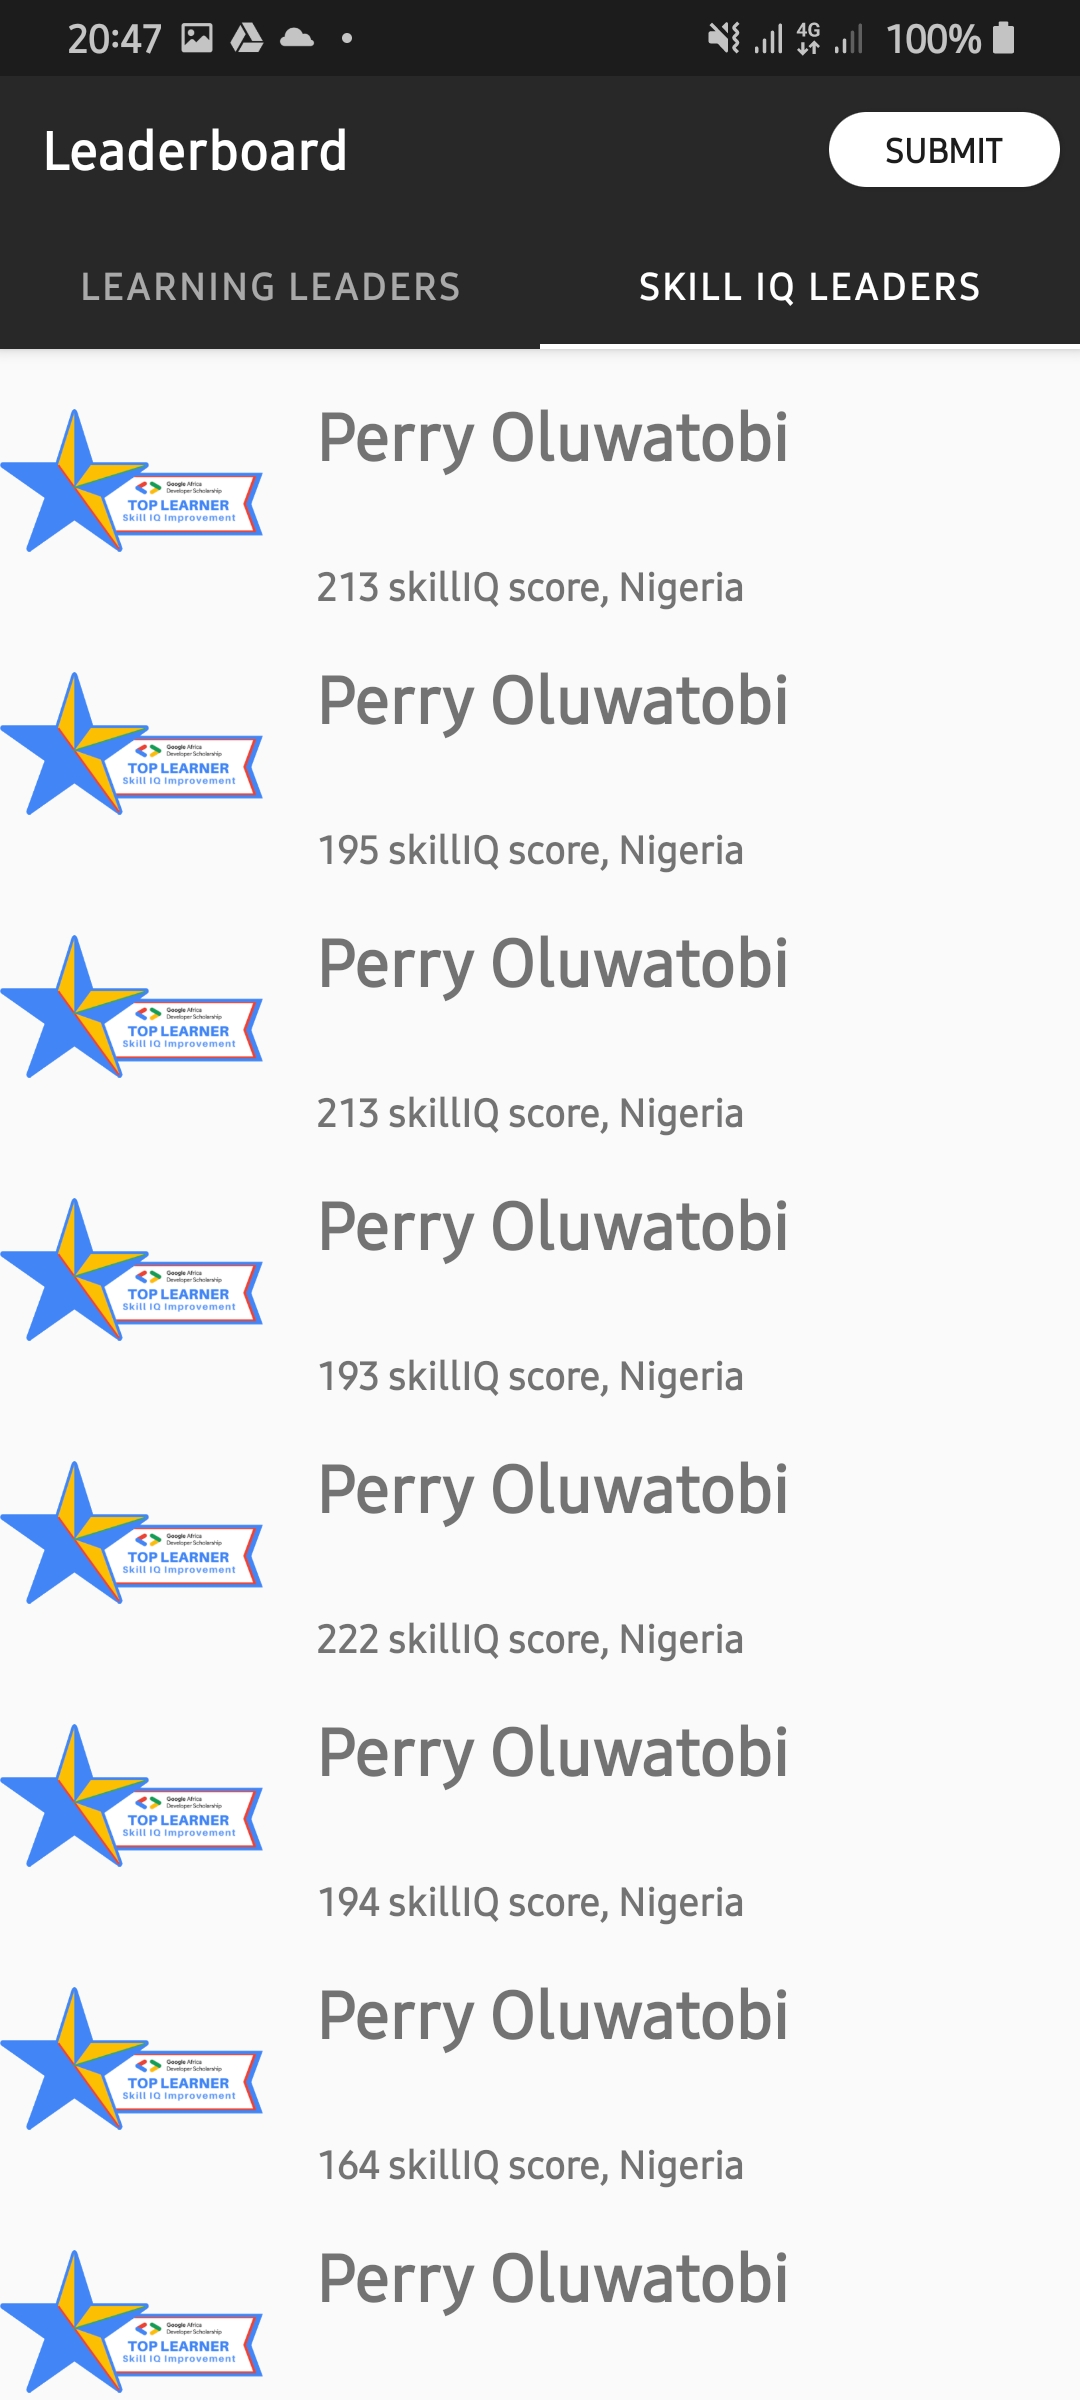 20:47 4G 100%
Leaderboard SUBMIT
LEARNING LEADERS SKILL IQ LEADERS
Perry Oluwatobi
Google Africa
Developer Scholarship
TOP LEARNER
Skill IQ Improvement
213 skillIQ score, Nigeria
Perry Oluwatobi
Google Africa
Developer Scholarship
TOP LEARNER
Skill IQ Improvement
195 skillIQ score, Nigeria
Perry Oluwatobi
Google Africa
Developer Scholarship
TOP LEARNER
Skill IQ Improvement
213 skillIQ score, Nigeria
Perry Oluwatobi
Google Africa
Developer Scholarship
TOP LEARNER
Skill IQ Improvement
193 skillIQ score, Nigeria
Perry Oluwatobi
Google Africa
Developer Scholarship
TOP LEARNER
Skill IQ Improvement
222 skillIQ score, Nigeria
Perry Oluwatobi
Google Africa
Developer Scholarship
TOP LEARNER
Skill IQ Improvement
194 skillIQ score, Nigeria
Perry Oluwatobi
Google Africa
Developer Scholarship
TOP LEARNER
Skill IQ Improvement
164 skillIQ score, Nigeria
Perry Oluwatobi
Google Africa
Developer Scholarship
TOP LEARNER
Skill IQ Improvement